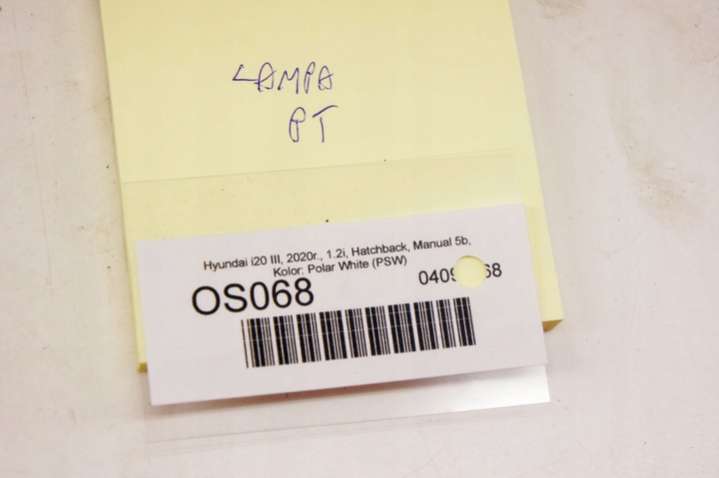 LAMPA
PT
Hyundai i20 III, 2020r., 1.2i, Hatchback, Manual 5b,
Kolor: Polar White (PSW)
OS068